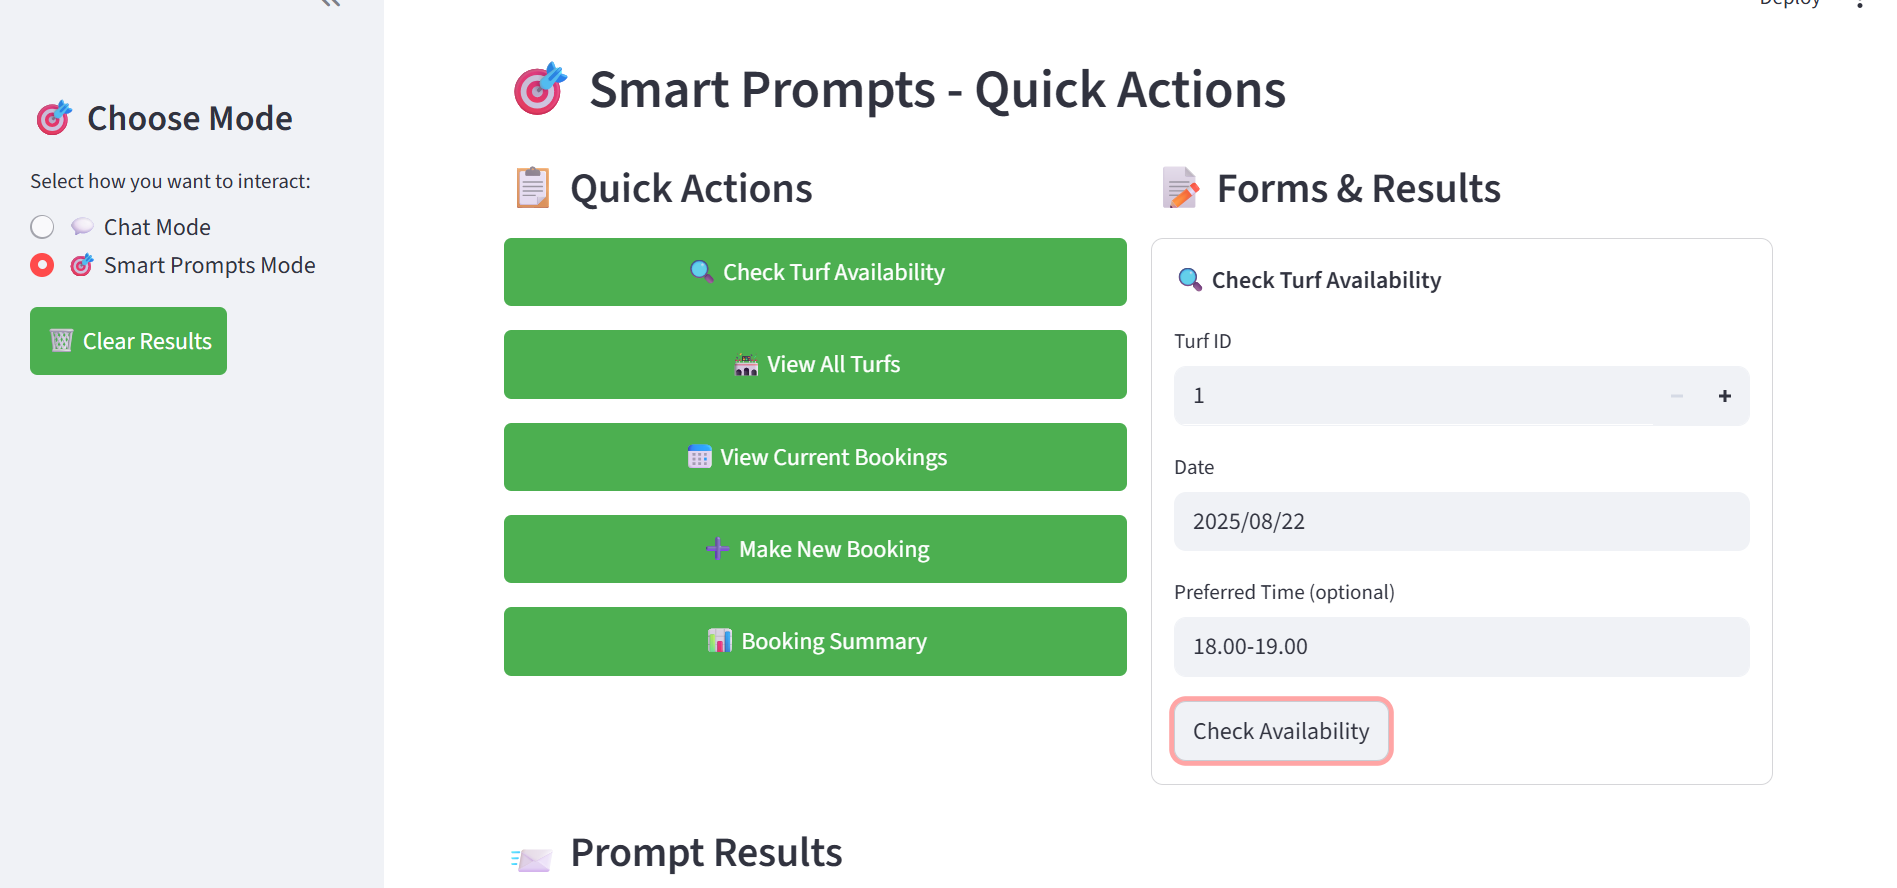 Deploy
Choose Mode
Select how you want to interact:
Chat Mode
Smart Prompts Mode
Clear Results
Smart Prompts - Quick Actions
Quick Actions
Check Turf Availability
View All Turfs
View Current Bookings
Make New Booking
Booking Summary
Forms & Results
Check Turf Availability
Turf ID
1
Date
2025/08/22
Preferred Time (optional)
18.00-19.00
Check Availability
Prompt Results